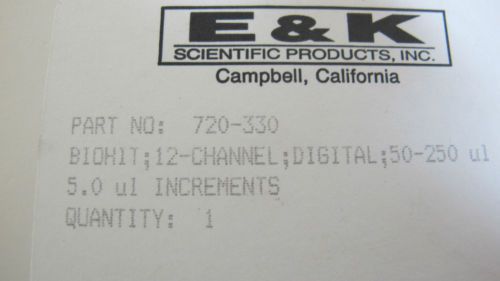 E & K
SCIENTIFIC PRODUCTS, INC.
Campbell, California
PART NO: 720-330
BIOHIT;12-CHANNEL;DIGITAL;50-250 ul
5.0 ul INCREMENTS
QUANTITY: 1